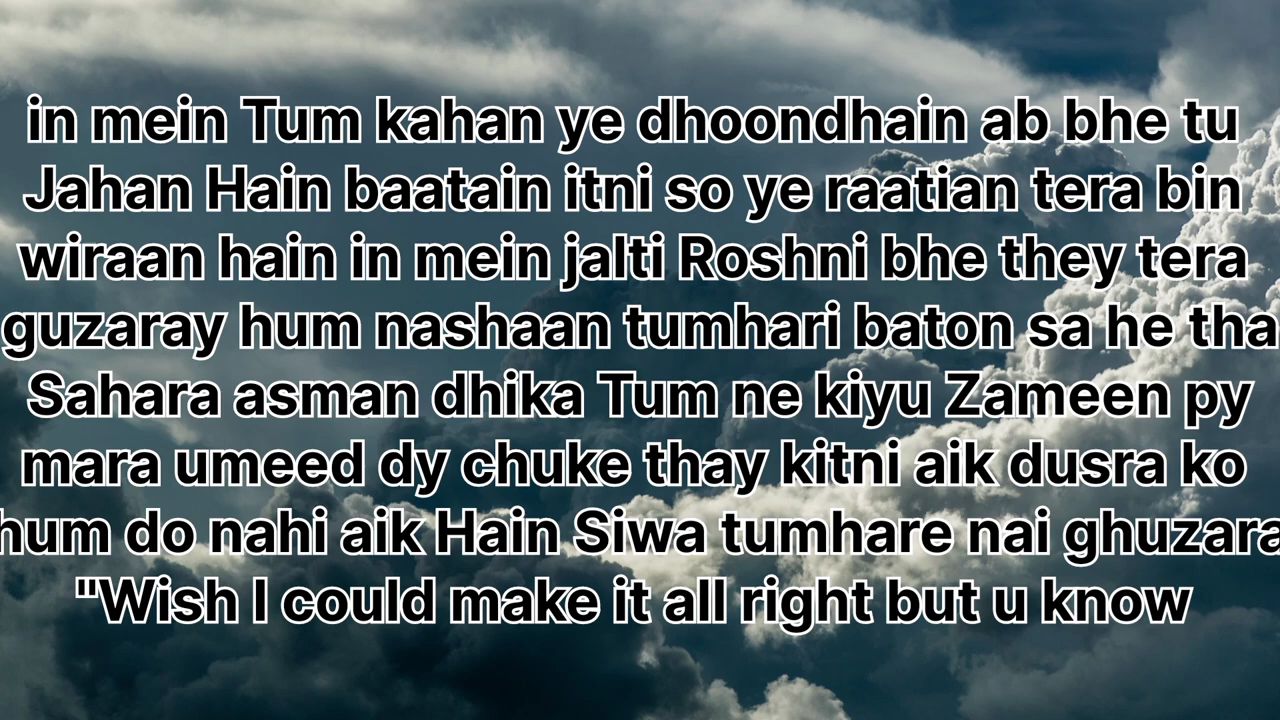 in mein Tum kahan ye dhoondhain ab bhe tu
Jahan Hain baatain itni so ye raatian tera bin
wiraan hain in mein jalti Roshni bhe they tera
guzaray hum nashaan tumhari baton sa he tha
Sahara asman dhika Tum ne kiyu Zameen py
mara umeed dy chuke thay kitni aik dusra ko
hum do nahi aik Hain Siwa tumhare nai ghuzara
"Wish I could make it all right but u know